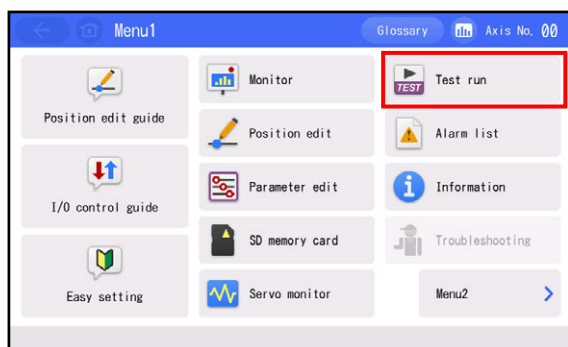 Menu1
Glossary
Axis No. 00
Position edit guide
I/O control guide
Easy setting
Monitor
Position edit
Parameter edit
SD memory card
Servo monitor
TEST
Test run
Alarm list
Information
Troubleshooting
Menu2